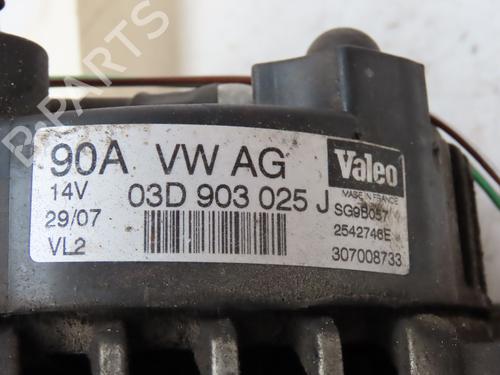 B-PARTS
90A VW AG
Valeo
14V 03D 903 025 J
MADE IN FRANCE
29/07
SG9B057
2542746E
VL2
307008733